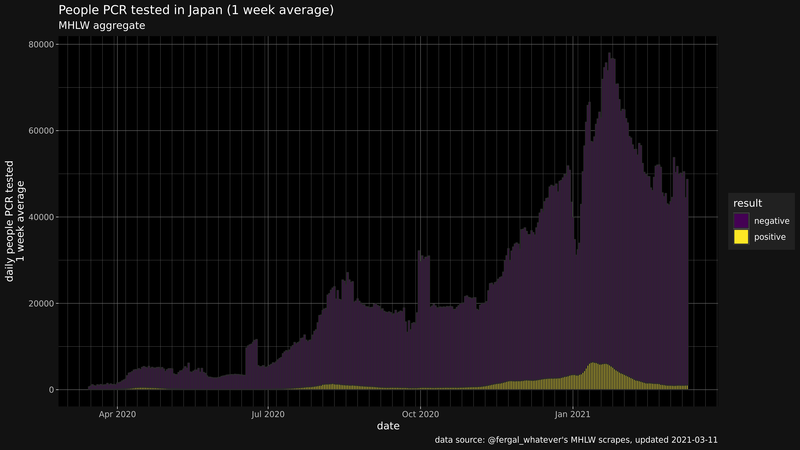 People PCR tested in Japan (1 week average)
MHLW aggregate
80000
60000
40000
20000
0
daily people PCR tested
1 week average
Apr 2020
Jul 2020
Oct 2020
Jan 2021
date
result
negative
positive
data source: @fergal_whatever's MHLW scrapes, updated 2021-03-11